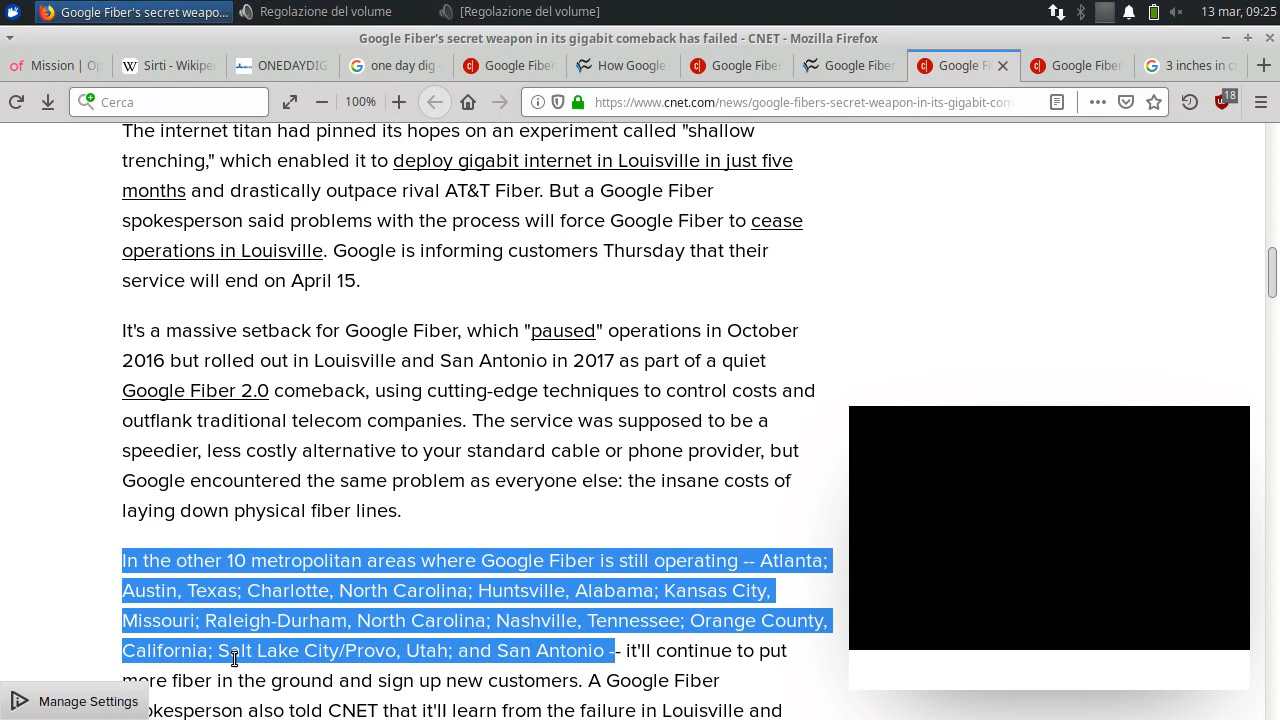 Google Fiber's secret weapo...
Regolazione del volume
[Regolazione del volume]
13 mar, 09:25
Google Fiber's secret weapon in its gigabit comeback has failed - CNET - Mozilla Firefox
of Mission | Op
W Sirti - Wikipe
ONEDAYDIG
one day dig
Google Fiber
How Google
Google Fiber
Google Fiber
Google Fi
Google Fiber
3 inches in c
Cerca
100%
https://www.cnet.com/news/google-fibers-secret-weapon-in-its-gigabit-com
18
The internet titan had pinned its hopes on an experiment called "shallow
trenching," which enabled it to deploy gigabit internet in Louisville in just five
months and drastically outpace rival AT&T Fiber. But a Google Fiber
spokesperson said problems with the process will force Google Fiber to cease
operations in Louisville. Google is informing customers Thursday that their
service will end on April 15.
It's a massive setback for Google Fiber, which "paused" operations in October
2016 but rolled out in Louisville and San Antonio in 2017 as part of a quiet
Google Fiber 2.0 comeback, using cutting-edge techniques to control costs and
outflank traditional telecom companies. The service was supposed to be a
speedier, less costly alternative to your standard cable or phone provider, but
Google encountered the same problem as everyone else: the insane costs of
laying down physical fiber lines.
In the other 10 metropolitan areas where Google Fiber is still operating -- Atlanta;
Austin, Texas; Charlotte, North Carolina; Huntsville, Alabama; Kansas City,
Missouri; Raleigh-Durham, North Carolina; Nashville, Tennessee; Orange County,
California; Salt Lake City/Provo, Utah; and San Antonio -- it'll continue to put
more fiber in the ground and sign up new customers. A Google Fiber
spokesperson also told CNET that it'll learn from the failure in Louisville and
Manage Settings